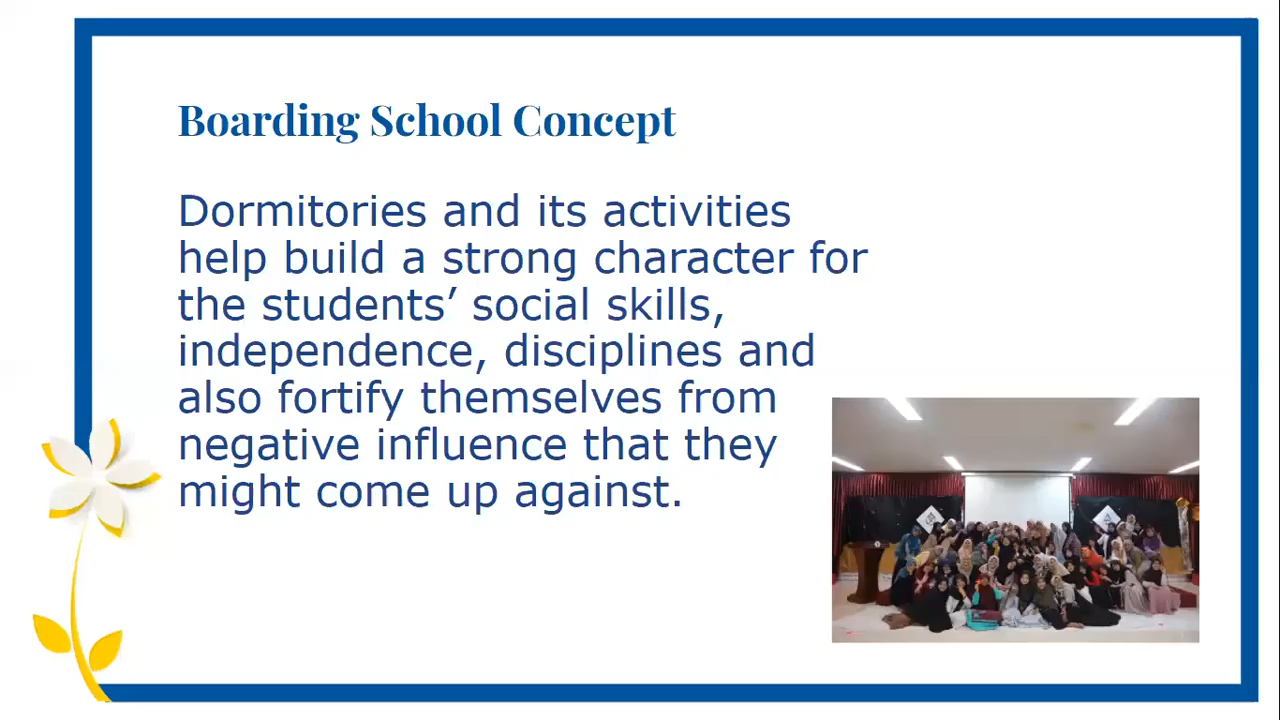 Boarding School Concept
Dormitories and its activities
help build a strong character for
the students’ social skills,
independence, disciplines and
also fortify themselves from
negative influence that they
might come up against.